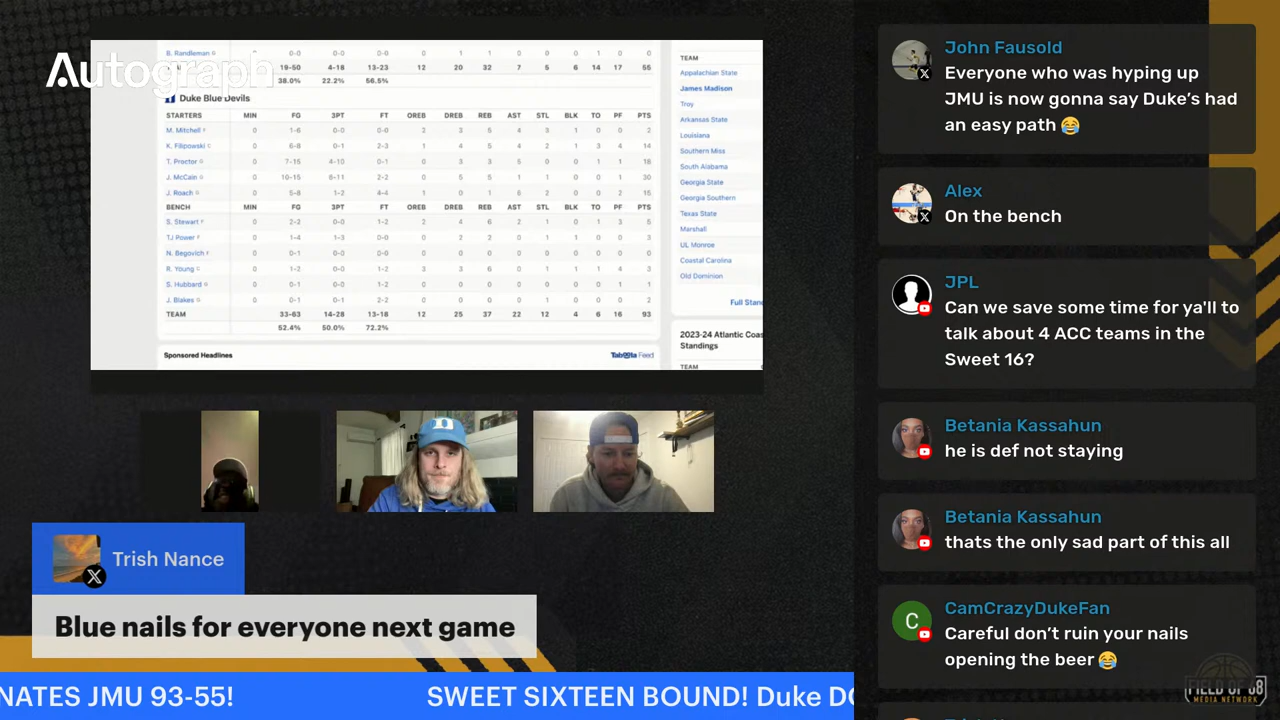 Autograph
B. Randleman G 0-0 0-0 0-0 1 1 0 0 0 1 0 0
19-50 4-18 13-23 12 20 32 7 5 6 14 17 55
38.0% 22.2% 56.5%
Duke Blue Devils
STARTERS MIN FG 3PT FT OREB DREB REB AST STL BLK TO PF PTS
M. Mitchell F 0 1-6 0-0 0-0 2 3 5 4 3 1 0 0 2
K. Filipowski C 0 6-8 0-1 2-3 1 4 5 4 2 1 3 4 14
T. Proctor G 0 7-15 4-10 0-1 0 3 3 5 0 0 1 1 18
J. McCain G 0 10-15 8-11 2-2 0 5 5 1 1 0 0 2 30
J. Roach G 0 5-8 1-2 4-4 0 0 1 6 2 0 0 2 15
BENCH MIN FG 3PT FT OREB DREB REB AST STL BLK TO PF PTS
S. Stewart F 0 2-2 0-0 1-2 2 4 6 2 1 0 1 3 5
TJ Power F 0 1-4 1-3 0-0 0 2 2 0 1 1 0 0 3
N. Begovich F 0 0-1 0-0 0-0 0 0 0 0 0 0 0 0 0
R. Young C 0 1-2 0-0 1-2 3 3 6 0 1 1 1 4 3
S. Hubbard G 0 0-1 0-0 1-2 0 0 0 0 0 0 0 1 1
J. Blakes G 0 0-1 0-1 2-2 0 0 0 0 1 0 0 0 2
TEAM 33-63 14-28 13-18 12 25 37 22 12 4 6 16 93
52.4% 50.0% 72.2%
Sponsored Headlines
Taboola Feed
TEAM
Appalachian State
James Madison
Troy
Arkansas State
Louisiana
Southern Miss
South Alabama
Georgia State
Georgia Southern
Texas State
Marshall
UL Monroe
Coastal Carolina
Old Dominion
Full Stand
2023-24 Atlantic Coas
Standings
TEAM
Trish Nance
Blue nails for everyone next game
NATES JMU 93-55! SWEET SIXTEEN BOUND! Duke DO
John Fausold
Everyone who was hyping up
JMU is now gonna say Duke’s had
an easy path 😂
Alex
On the bench
JPL
Can we save some time for ya'll to
talk about 4 ACC teams in the
Sweet 16?
Betania Kassahun
he is def not staying
Betania Kassahun
thats the only sad part of this all
C
CamCrazyDukeFan
Careful don’t ruin your nails
opening the beer 😂
FIELD OF 68
MEDIA NETWORK